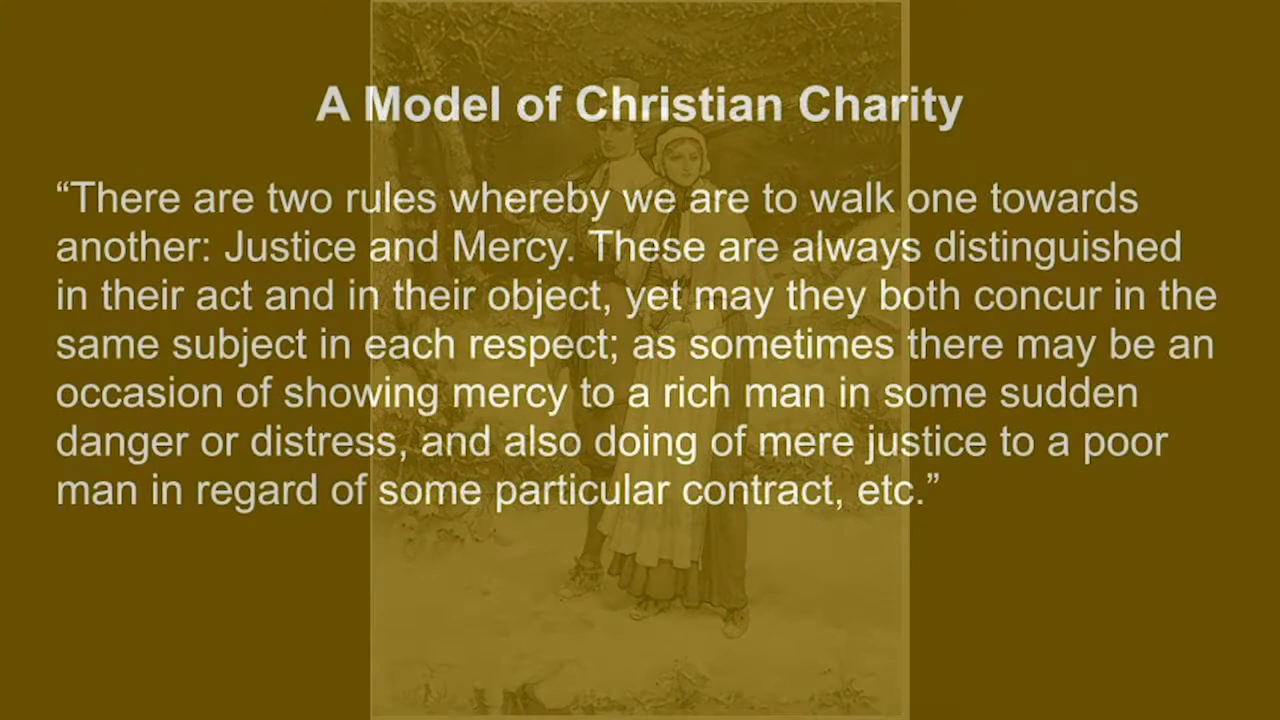 A Model of Christian Charity
“There are two rules whereby we are to walk one towards
another: Justice and Mercy. These are always distinguished
in their act and in their object, yet may they both concur in the
same subject in each respect; as sometimes there may be an
occasion of showing mercy to a rich man in some sudden
danger or distress, and also doing of mere justice to a poor
man in regard of some particular contract, etc.”